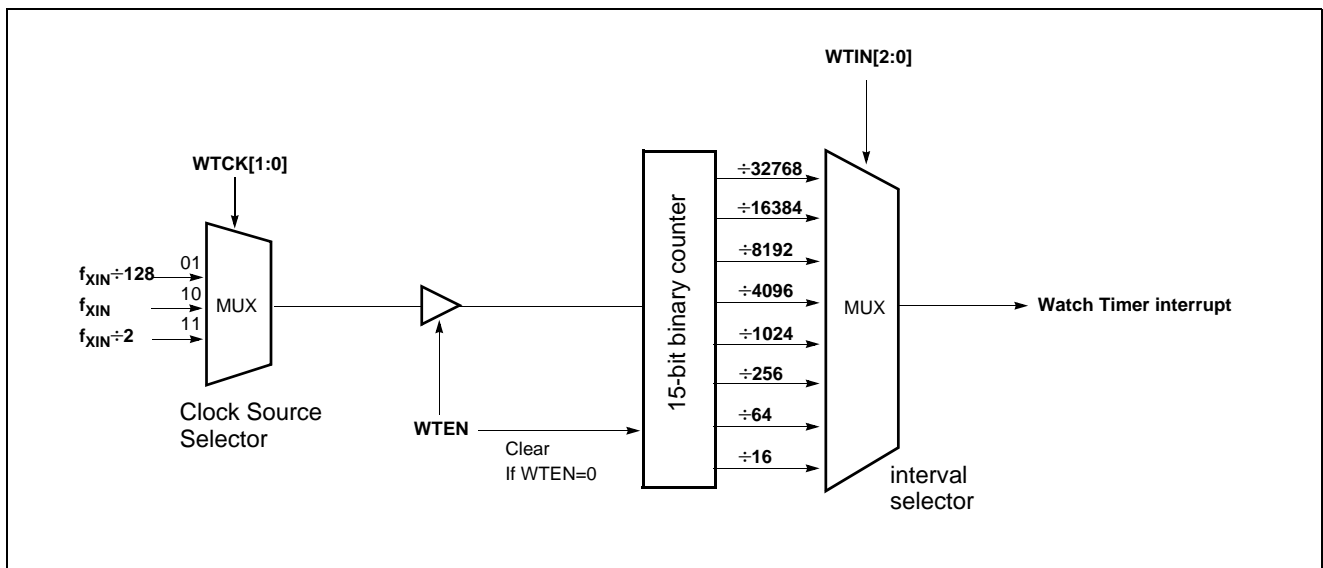 WTIN[2:0]
WTCK[1:0]
÷32768
÷16384
÷8192
÷4096
÷1024
÷256
÷64
÷16
01
fXIN÷128
10
fXIN
11
fXIN÷2
MUX
Clock Source
Selector
WTEN
Clear
If WTEN=0
15-bit binary counter
MUX
interval
selector
Watch Timer interrupt